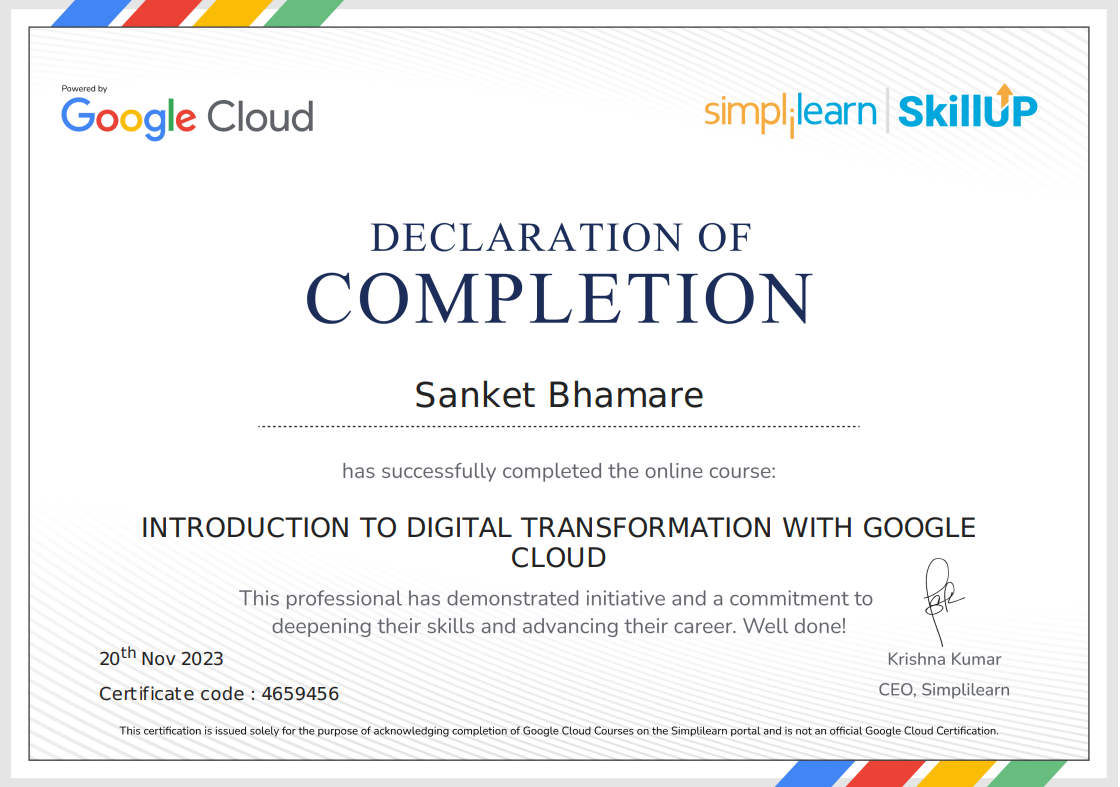 Powered by
Google Cloud
simplilearn | SkillUP
DECLARATION OF
COMPLETION
Sanket Bhamare
has successfully completed the online course:
INTRODUCTION TO DIGITAL TRANSFORMATION WITH GOOGLE
CLOUD
This professional has demonstrated initiative and a commitment to
deepening their skills and advancing their career. Well done!
20th Nov 2023
Krishna Kumar
Certificate code : 4659456
CEO, Simplilearn
This certification is issued solely for the purpose of acknowledging completion of Google Cloud Courses on the Simplilearn portal and is not an official Google Cloud Certification.